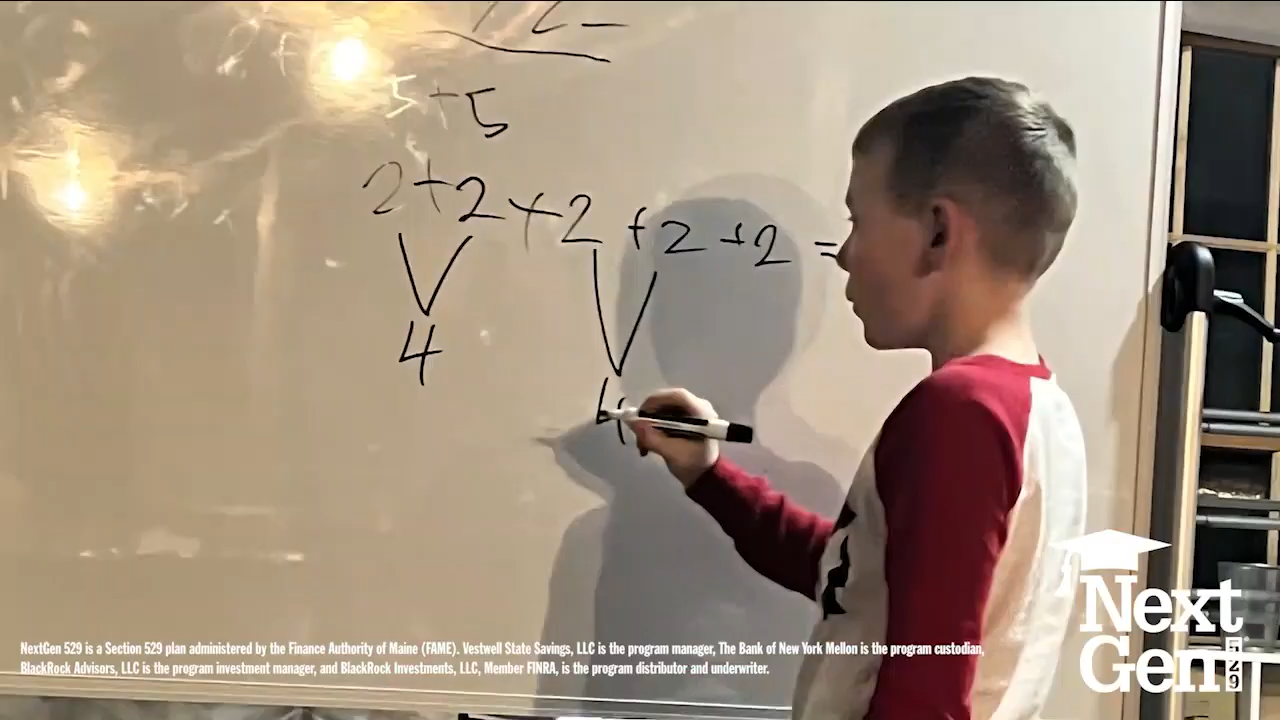 5+5
2+2+2+2+2=
4
4
NextGen 529 is a Section 529 plan administered by the Finance Authority of Maine (FAME). Vestwell State Savings, LLC is the program manager, The Bank of New York Mellon is the program custodian,
BlackRock Advisors, LLC is the program investment manager, and BlackRock Investments, LLC, Member FINRA, is the program distributor and underwriter.
Next
Gen
529